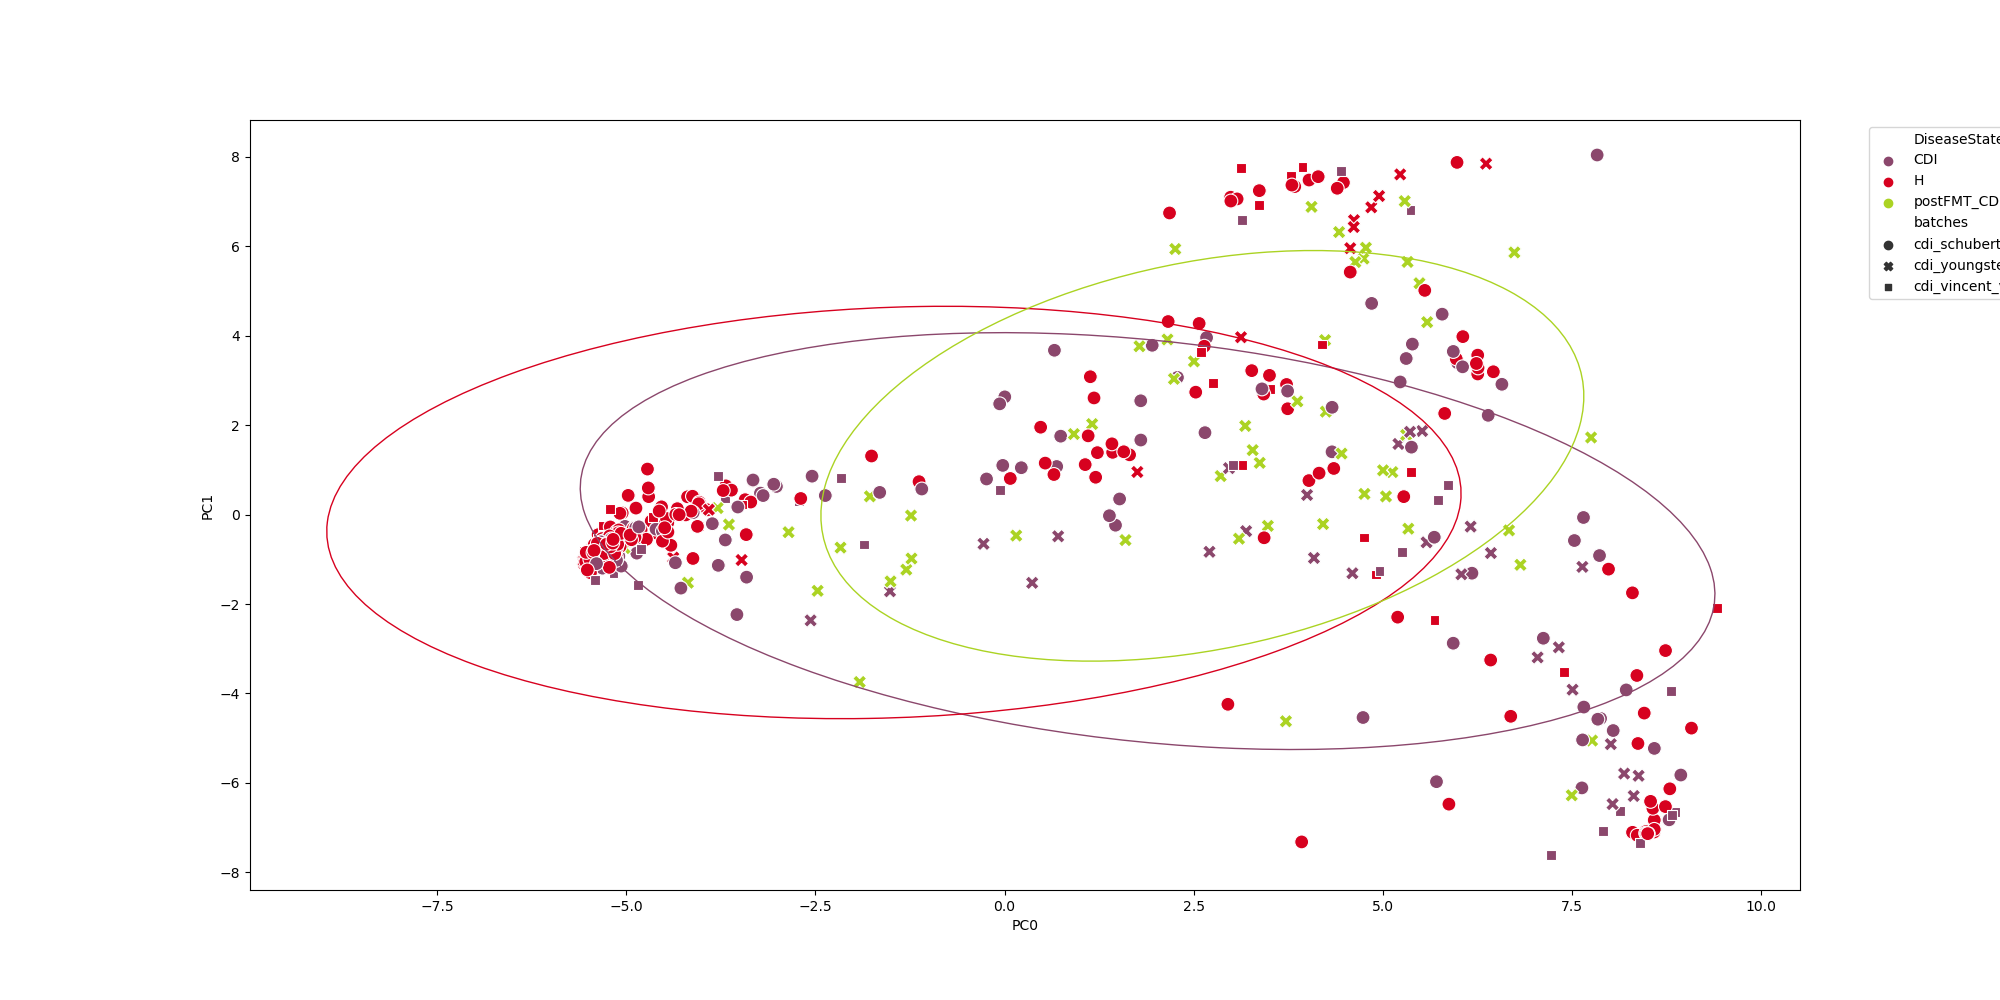 DiseaseState
CDI
H
postFMT_CD
batches
cdi_schubert
cdi_youngste
cdi_vincent_
8
6
4
2
0
−2
−4
−6
−8
PC1
−7.5
−5.0
−2.5
0.0
2.5
5.0
7.5
10.0
PC0